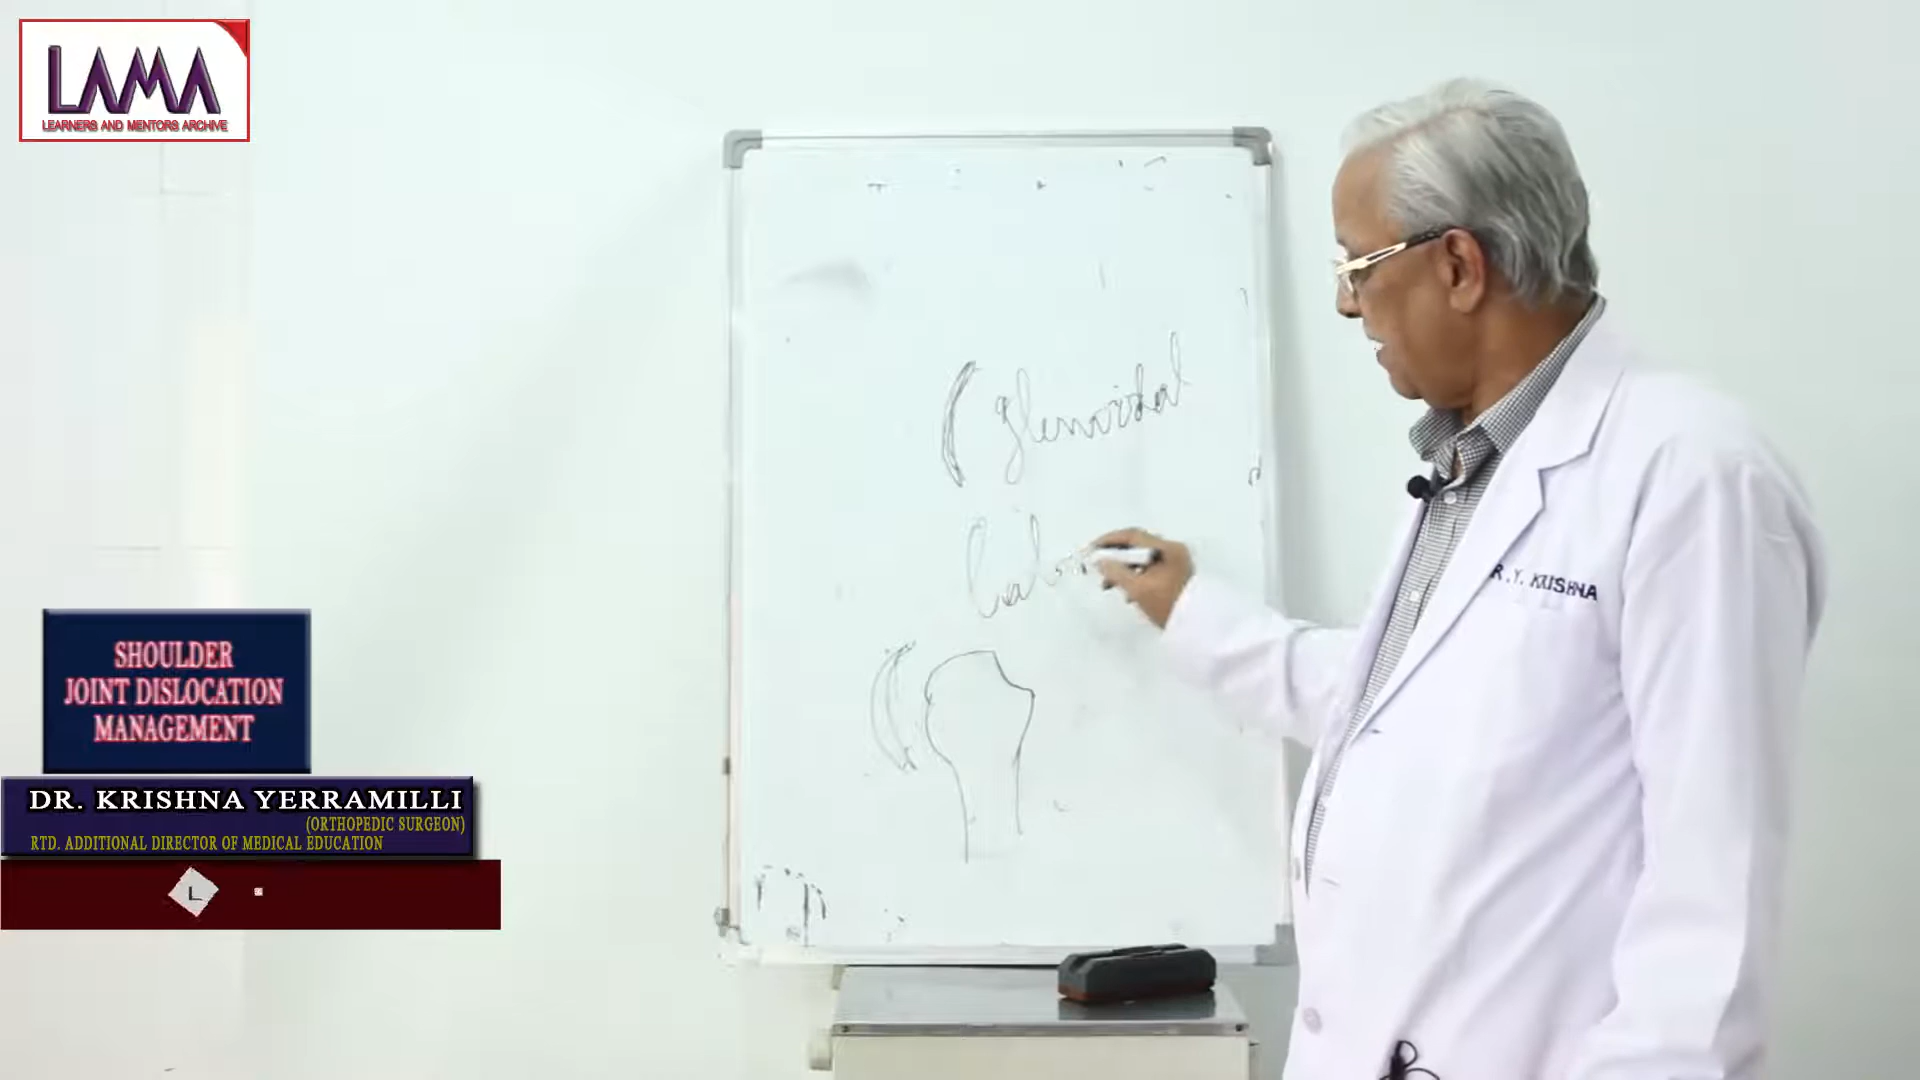 LAMA
LEARNERS AND MENTORS ARCHIVE
glenoidal
SHOULDER
JOINT DISLOCATION
MANAGEMENT
DR. KRISHNA YERRAMILLI
(ORTHOPEDIC SURGEON)
RTD. ADDITIONAL DIRECTOR OF MEDICAL EDUCATION
L
R. Y. KRISHNA